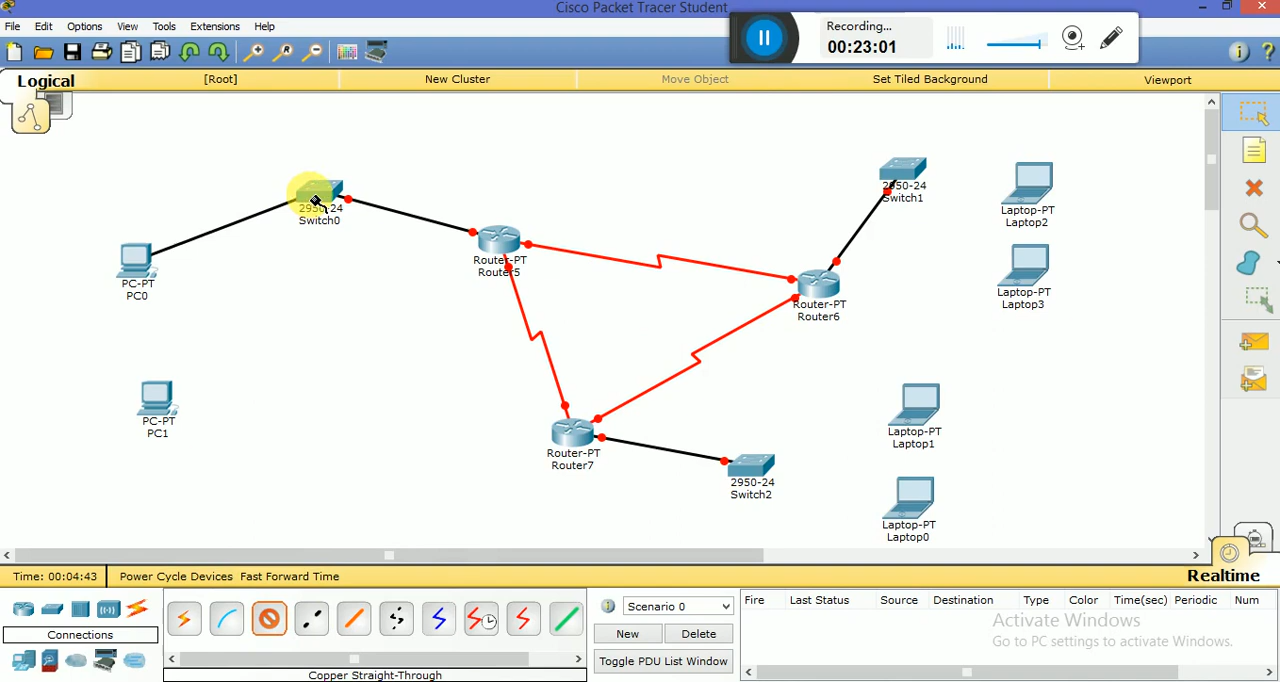 Cisco Packet Tracer Student
File Edit Options View Tools Extensions Help
Recording...
00:23:01
Logical
[Root]
New Cluster
Move Object
Set Tiled Background
Viewport
2950-24
Switch0
2950-24
Switch1
Laptop-PT
Laptop2
PC-PT
PC0
Router-PT
Router5
Router-PT
Router6
Laptop-PT
Laptop3
PC-PT
PC1
Router-PT
Router7
2950-24
Switch2
Laptop-PT
Laptop1
Laptop-PT
Laptop0
Time: 00:04:43
Power Cycle Devices Fast Forward Time
Realtime
Connections
Copper Straight-Through
Scenario 0
New
Delete
Toggle PDU List Window
Fire Last Status Source Destination Type Color Time(sec) Periodic Num
Activate Windows
Go to PC settings to activate Windows.